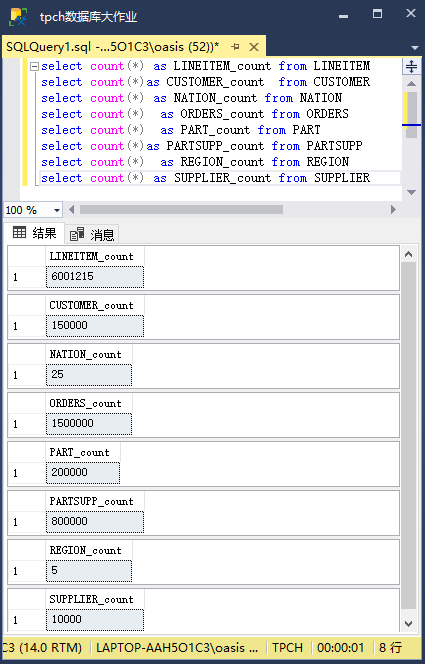 tpch数据库大作业
SQLQuery1.sql -...5O1C3\oasis (52))*
select count(*) as LINEITEM_count from LINEITEM
select count(*)as CUSTOMER_count  from CUSTOMER
select count(*) as NATION_count from NATION
select count(*)  as ORDERS_count from ORDERS
select count(*)  as PART_count from PART
select count(*)as PARTSUPP_count from PARTSUPP
select count(*)  as REGION_count from REGION
select count(*) as SUPPLIER_count from SUPPLIER
100 %
结果 消息
LINEITEM_count
1 6001215
CUSTOMER_count
1 150000
NATION_count
1 25
ORDERS_count
1 1500000
PART_count
1 200000
PARTSUPP_count
1 800000
REGION_count
1 5
SUPPLIER_count
1 10000
C3 (14.0 RTM) LAPTOP-AAH5O1C3\oasis ... TPCH 00:00:01 8 行